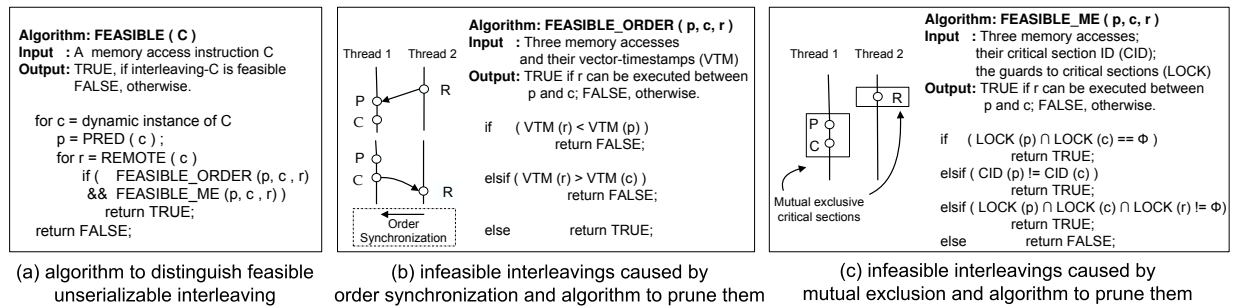 Algorithm: FEASIBLE ( C )
Input : A memory access instruction C
Output: TRUE, if interleaving-C is feasible
FALSE, otherwise.
for c = dynamic instance of C
p = PRED ( c ) ;
for r = REMOTE ( c )
if ( FEASIBLE_ORDER (p, c , r)
&& FEASIBLE_ME (p, c , r) )
return TRUE;
return FALSE;
(a) algorithm to distinguish feasible
unserializable interleaving
Thread 1 Thread 2
P
C
R
P
C
R
Order
Synchronization
Algorithm: FEASIBLE_ORDER ( p, c, r )
Input : Three memory accesses
and their vector-timestamps (VTM)
Output: TRUE if r can be executed between
p and c; FALSE, otherwise.
if ( VTM (r) < VTM (p) )
return FALSE;
elsif ( VTM (r) > VTM (c) )
return FALSE;
else return TRUE;
(b) infeasible interleavings caused by
order synchronization and algorithm to prune them
Thread 1 Thread 2
R
P
C
Mutual exclusive
critical sections
Algorithm: FEASIBLE_ME ( p, c, r )
Input : Three memory accesses;
their critical section ID (CID);
the guards to critical sections (LOCK)
Output: TRUE if r can be executed between
p and c; FALSE, otherwise.
if ( LOCK (p) ∩ LOCK (c) == Φ )
return TRUE;
elsif ( CID (p) != CID (c) )
return TRUE;
elsif ( LOCK (p) ∩ LOCK (c) ∩ LOCK (r) != Φ)
return TRUE;
else return FALSE;
(c) infeasible interleavings caused by
mutual exclusion and algorithm to prune them